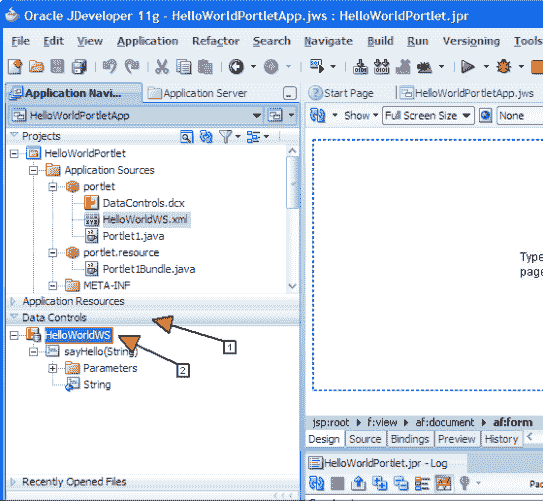 Oracle JDeveloper 11g - HelloWorldPortletApp.jws : HelloWorldPortlet.jpr
File Edit View Application Refactor Search Navigate Build Run Versioning Tools
Application Navi... Application Server
Start Page HelloWorldPortletApp.jws
HelloWorldPortletApp
Show Full Screen Size None
Projects
HelloWorldPortlet
Application Sources
portlet
DataControls.dcx
HelloWorldWS.xml
Portlet1.java
portlet.resource
Portlet1Bundle.java
META-INF
Type
page
Application Resources
Data Controls
1
HelloWorldWS
2
sayHello(String)
Parameters
String
jsp:root f:view af:document af:form
Design Source Bindings Preview History
HelloWorldPortlet.jpr - Log
Recently Opened Files